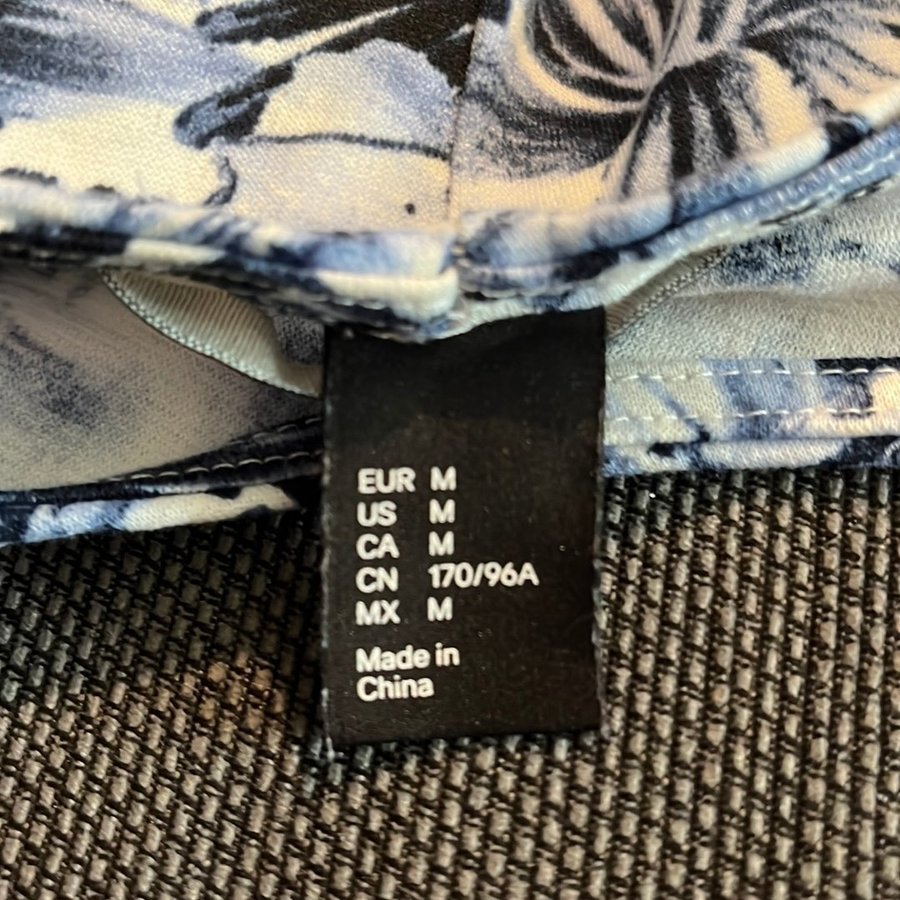 EUR M
US M
CA M
CN 170/96A
MX M
Made in
China